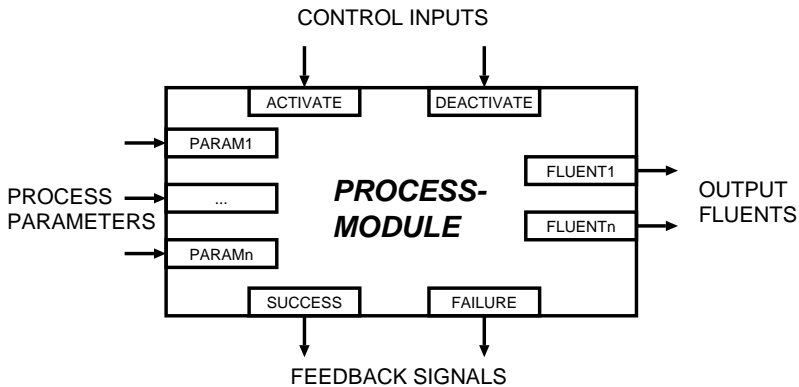 CONTROL INPUTS
ACTIVATE
DEACTIVATE
PARAM1
...
PARAMn
PROCESS
PARAMETERS
PROCESS-
MODULE
FLUENT1
FLUENTn
OUTPUT
FLUENTS
SUCCESS
FAILURE
FEEDBACK SIGNALS